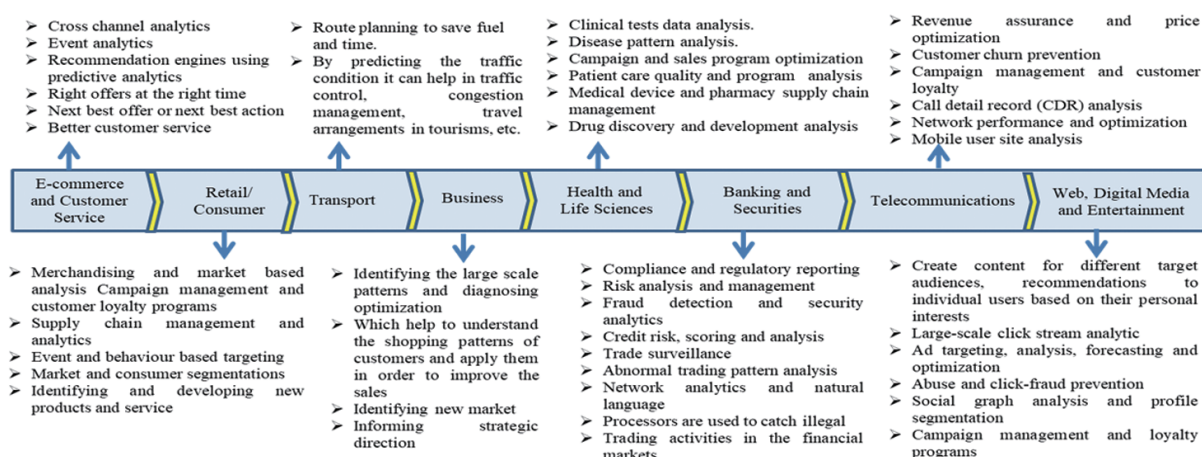 ➢ Cross channel analytics
➢ Event analytics
➢ Recommendation engines using
predictive analytics
➢ Right offers at the right time
➢ Next best offer or next best action
➢ Better customer service
➢ Route planning to save fuel
and time.
➢ By predicting the traffic
condition it can help in traffic
control, congestion
management, travel
arrangements in tourisms, etc.
➢ Clinical tests data analysis.
➢ Disease pattern analysis.
➢ Campaign and sales program optimization
➢ Patient care quality and program analysis
➢ Medical device and pharmacy supply chain
management
➢ Drug discovery and development analysis
➢ Revenue assurance and price
optimization
➢ Customer churn prevention
➢ Campaign management and customer
loyalty
➢ Call detail record (CDR) analysis
➢ Network performance and optimization
➢ Mobile user site analysis
E-commerce
and Customer
Service
Retail/
Consumer
Transport
Business
Health and
Life Sciences
Banking and
Securities
Telecommunications
Web, Digital Media
and Entertainment
➢ Merchandising and market based
analysis Campaign management and
customer loyalty programs
➢ Supply chain management and
analytics
➢ Event and behaviour based targeting
➢ Market and consumer segmentations
➢ Identifying and developing new
products and service
➢ Identifying the large scale
patterns and diagnosing
optimization
➢ Which help to understand
the shopping patterns of
customers and apply them
in order to improve the
sales
➢ Identifying new market
➢ Informing strategic
direction
➢ Compliance and regulatory reporting
➢ Risk analysis and management
➢ Fraud detection and security
analytics
➢ Credit risk, scoring and analysis
➢ Trade surveillance
➢ Abnormal trading pattern analysis
➢ Network analytics and natural
language
➢ Processors are used to catch illegal
➢ Trading activities in the financial
markets
➢ Create content for different target
audiences, recommendations to
individual users based on their personal
interests
➢ Large-scale click stream analytic
➢ Ad targeting, analysis, forecasting and
optimization
➢ Abuse and click-fraud prevention
➢ Social graph analysis and profile
segmentation
➢ Campaign management and loyalty
programs